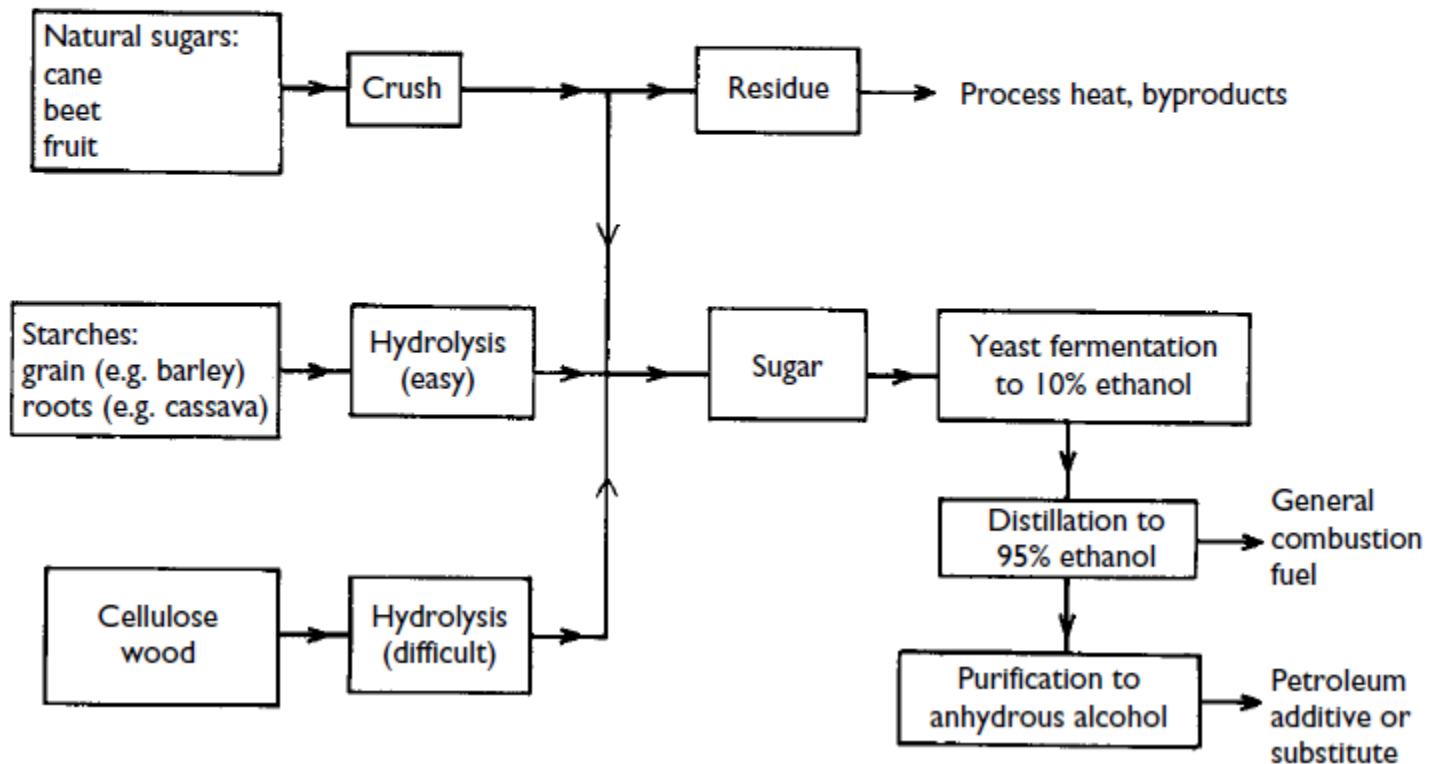 Natural sugars:
cane
beet
fruit
Crush
Residue
Process heat, byproducts
Starches:
grain (e.g. barley)
roots (e.g. cassava)
Hydrolysis
(easy)
Sugar
Yeast fermentation
to 10% ethanol
Distillation to
95% ethanol
General
combustion
fuel
Cellulose
wood
Hydrolysis
(difficult)
Purification to
anhydrous alcohol
Petroleum
additive or
substitute